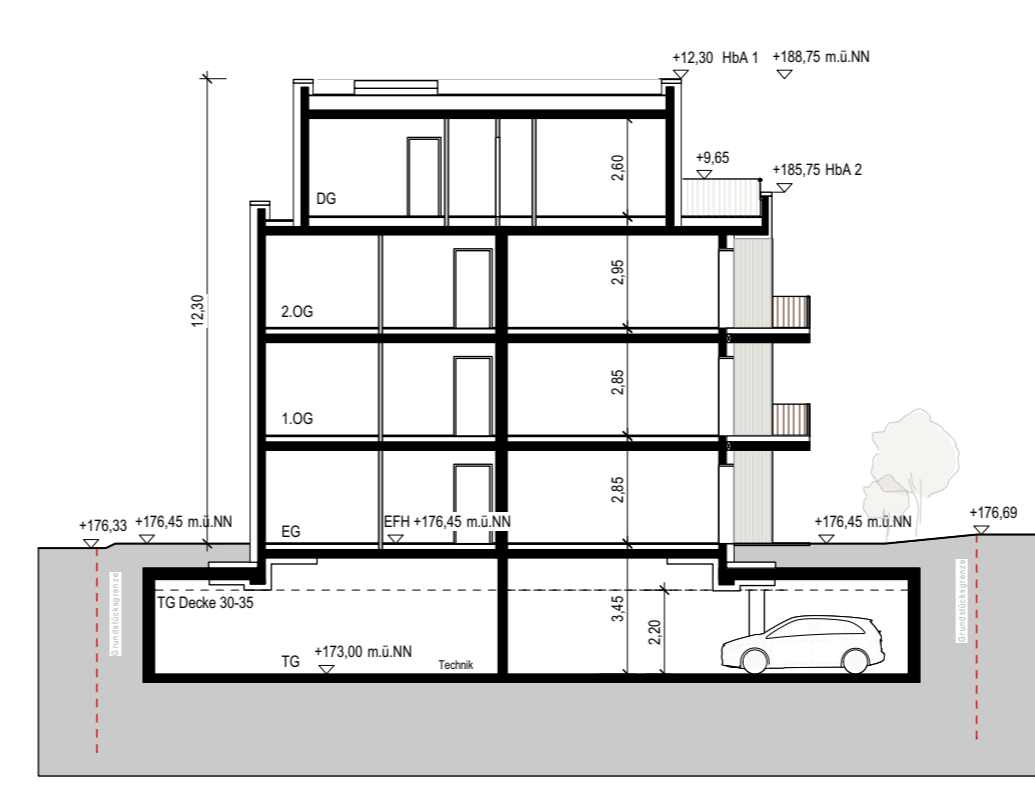 +12,30 HbA 1 +188,75 m.ü.NN
+9,65
+185,75 HbA 2
2,60
DG
12,30
2,95
2.OG
2,85
1.OG
2,85
EG
+176,33
+176,45 m.ü.NN
EFH +176,45 m.ü.NN
+176,45 m.ü.NN
+176,69
Grundstücksgrenze
Grundstücksgrenze
TG Decke 30-35
3,45
2,20
TG
+173,00 m.ü.NN
Technik